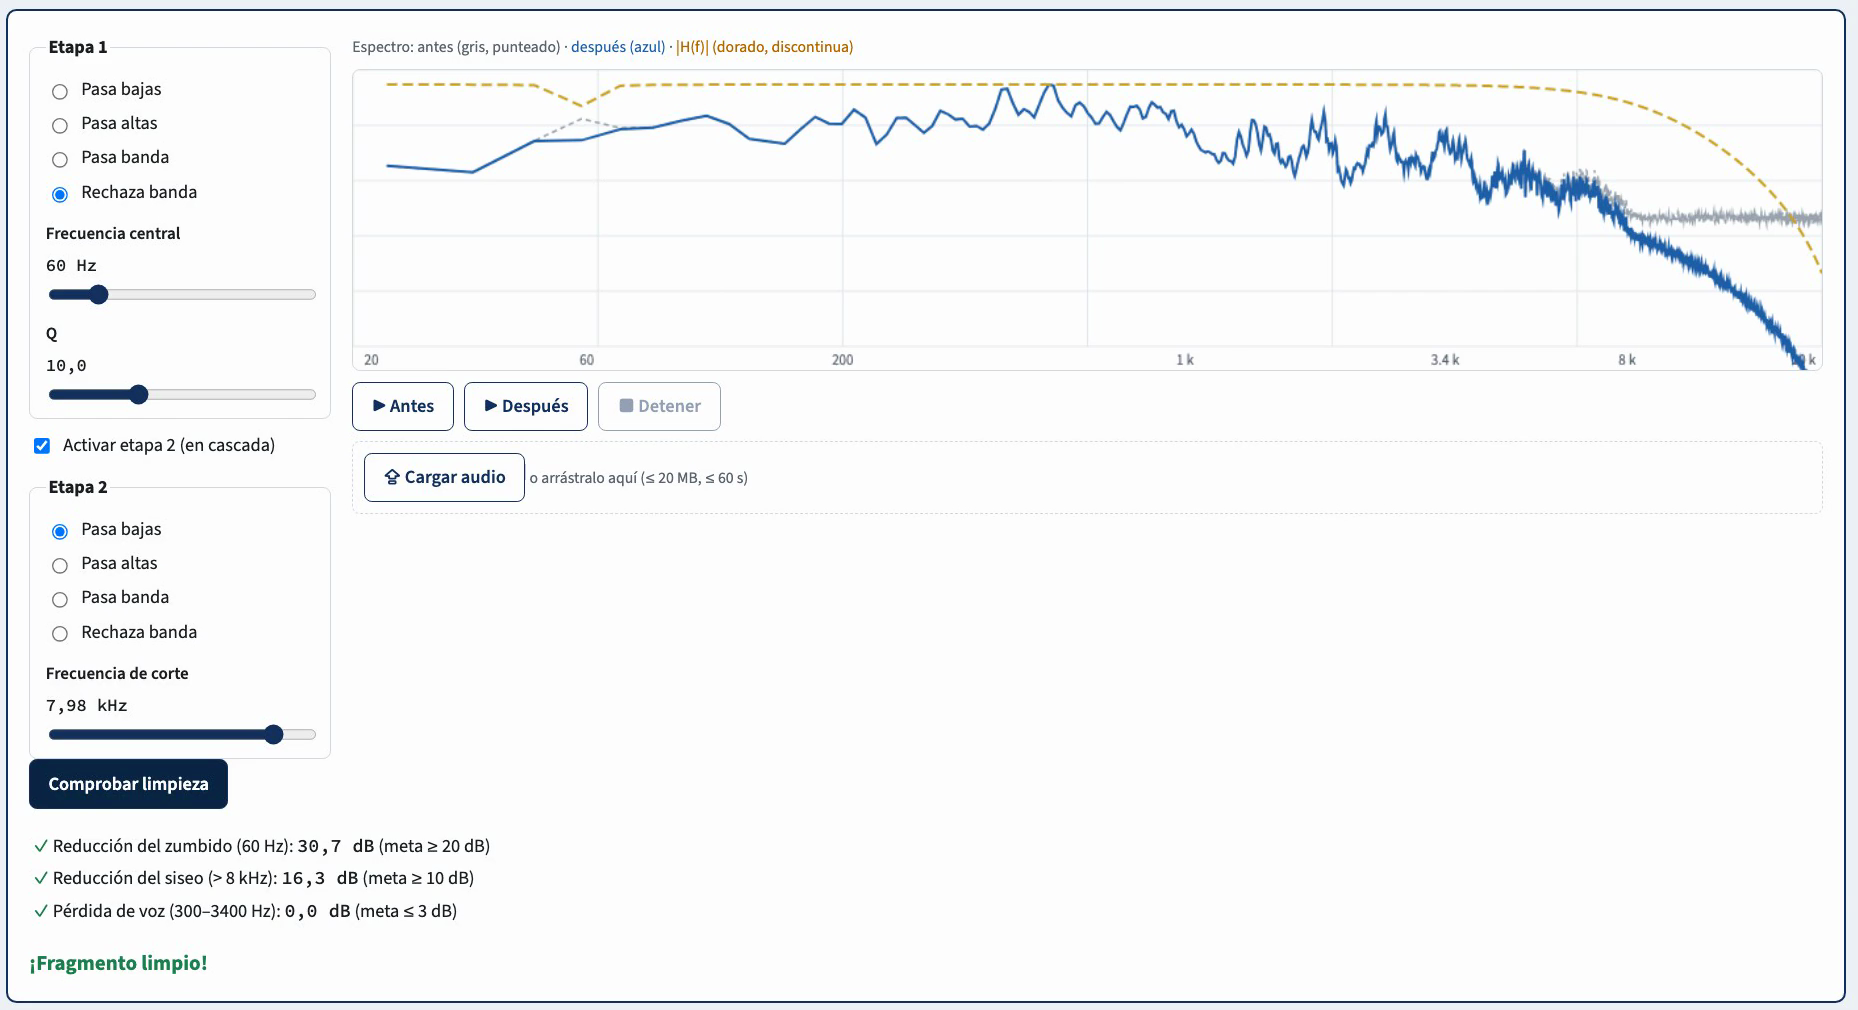 Etapa 1
Pasa bajas
Pasa altas
Pasa banda
Rechaza banda
Frecuencia central
60 Hz
Q
10,0
Activar etapa 2 (en cascada)
Etapa 2
Pasa bajas
Pasa altas
Pasa banda
Rechaza banda
Frecuencia de corte
7,98 kHz
Comprobar limpieza
Espectro: antes (gris, punteado) · después (azul) · |H(f)| (dorado, discontinua)
20 60 200 1 k 3.4 k 8 k
Antes Después Detener
Cargar audio o arrástralo aquí (≤ 20 MB, ≤ 60 s)
✓ Reducción del zumbido (60 Hz): 30,7 dB (meta ≥ 20 dB)
✓ Reducción del siseo (> 8 kHz): 16,3 dB (meta ≥ 10 dB)
✓ Pérdida de voz (300–3400 Hz): 0,0 dB (meta ≤ 3 dB)
¡Fragmento limpio!